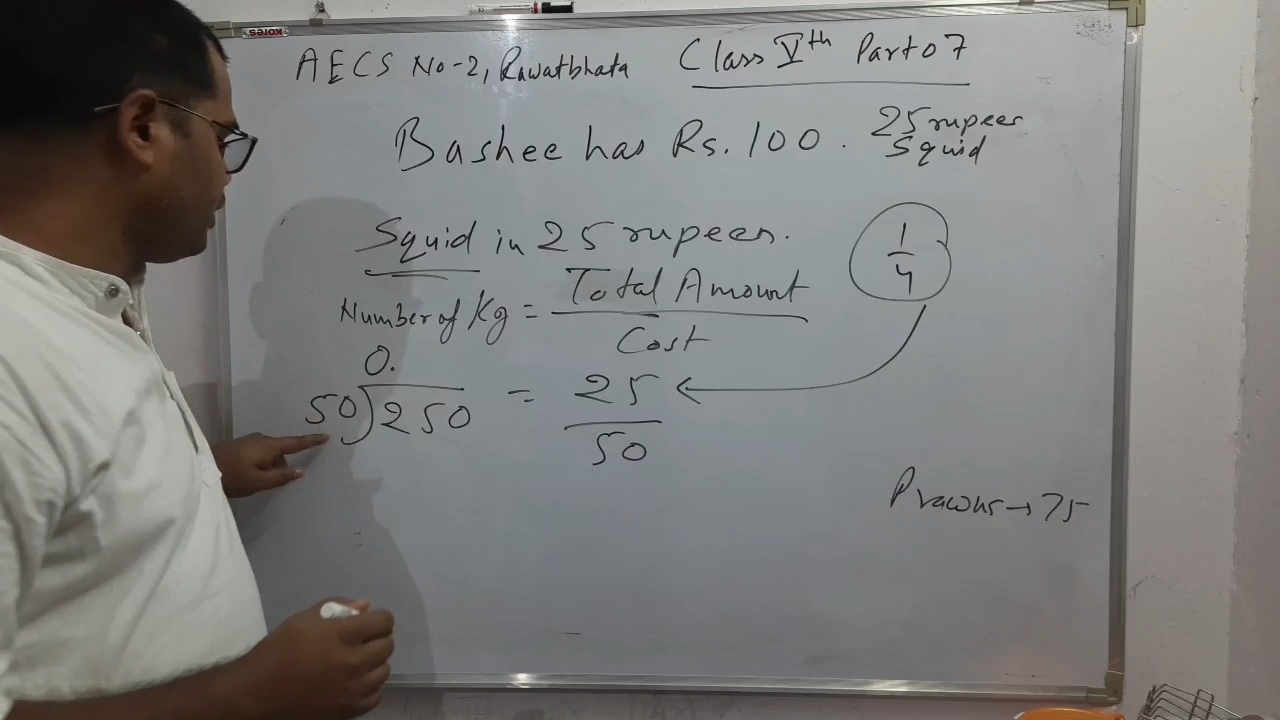 Kores
AECS No-2, Rawatbhata Class Vth Part 07
Bashee has Rs. 100. 25 rupees
Squid
Squid in 25 rupees.
1
4
Number of Kg = Total Amount
Cost
0.
50)250 = 25
50
Prawns → 75